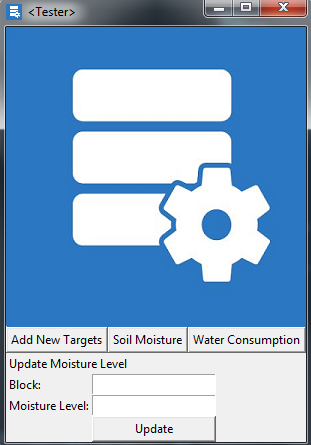 <Tester>
Add New Targets Soil Moisture Water Consumption
Update Moisture Level
Block:
Moisture Level:
Update